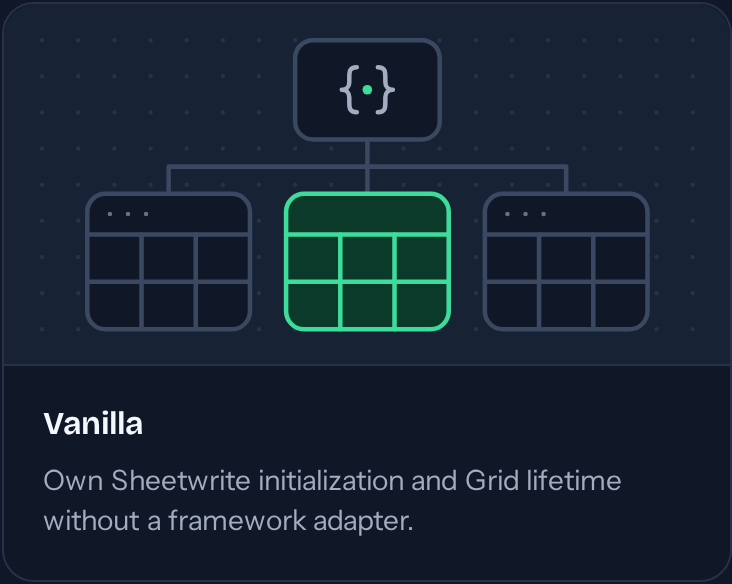 {·}
Vanilla
Own Sheetwrite initialization and Grid lifetime
without a framework adapter.